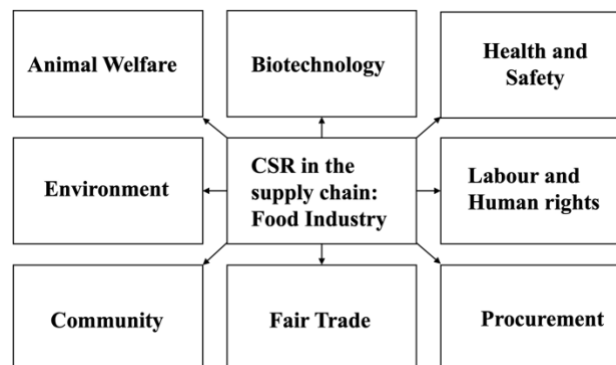 Animal Welfare
Biotechnology
Health and
Safety
Environment
CSR in the
supply chain:
Food Industry
Labour and
Human rights
Community
Fair Trade
Procurement